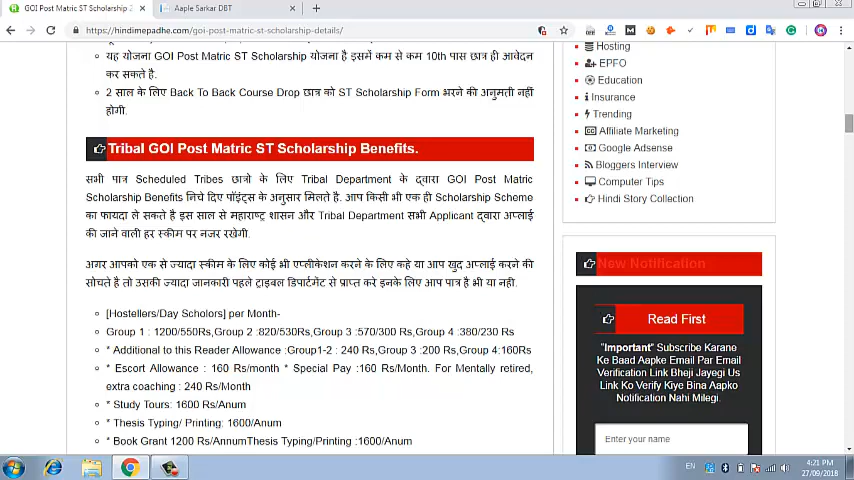 GOI Post Matric ST Scholarship 2
Aaple Sarkar DBT
https://hindimepadhe.com/goi-post-matric-st-scholarship-details/
यह योजना GOI Post Matric ST Scholarship योजना है इसमें कम से कम 10th पास छात्र ही आवेदन
कर सकते है.
2 साल के लिए Back To Back Course Drop छात्र को ST Scholarship Form भरने की अनुमती नहीं
होगी.
Tribal GOI Post Matric ST Scholarship Benefits.
सभी पात्र Scheduled Tribes छात्रो के लिए Tribal Department के द्वारा GOI Post Matric
Scholarship Benefits निचे दिए पॉइंट्स के अनुसार मिलते है. आप किसी भी एक ही Scholarship Scheme
का फायदा ले सकते है इस साल से महाराष्ट्र शासन और Tribal Department सभी Applicant द्वारा अप्लाई
की जाने वाली हर स्कीम पर नजर रखेगी.
अगर आपको एक से ज्यादा स्कीम के लिए कोई भी एप्लीकेशन करने के लिए कहे या आप खुद अप्लाई करने की
सोचते है तो उसकी ज्यादा जानकारी पहले ट्राइबल डिपार्टमेंट से प्राप्त करे इनके लिए आप पात्र है भी या नही.
[Hostellers/Day Scholors] per Month-
Group 1 : 1200/550Rs,Group 2 :820/530Rs,Group 3 :570/300 Rs,Group 4 :380/230 Rs
* Additional to this Reader Allowance :Group1-2 : 240 Rs,Group 3 :200 Rs,Group 4:160Rs
* Escort Allowance : 160 Rs/month * Special Pay :160 Rs/Month. For Mentally retired,
extra coaching : 240 Rs/Month
* Study Tours: 1600 Rs/Anum
* Thesis Typing/ Printing: 1600/Anum
* Book Grant 1200 Rs/AnnumThesis Typing/Printing :1600/Anum
Hosting
EPFO
Education
Insurance
Trending
Affiliate Marketing
Google Adsense
Bloggers Interview
Computer Tips
Hindi Story Collection
New Notification
Read First
"Important" Subscribe Karane
Ke Baad Aapke Email Par Email
Verification Link Bheji Jayegi Us
Link Ko Verify Kiye Bina Aapko
Notification Nahi Milegi.
Enter your name
EN
4:21 PM
27/09/2018